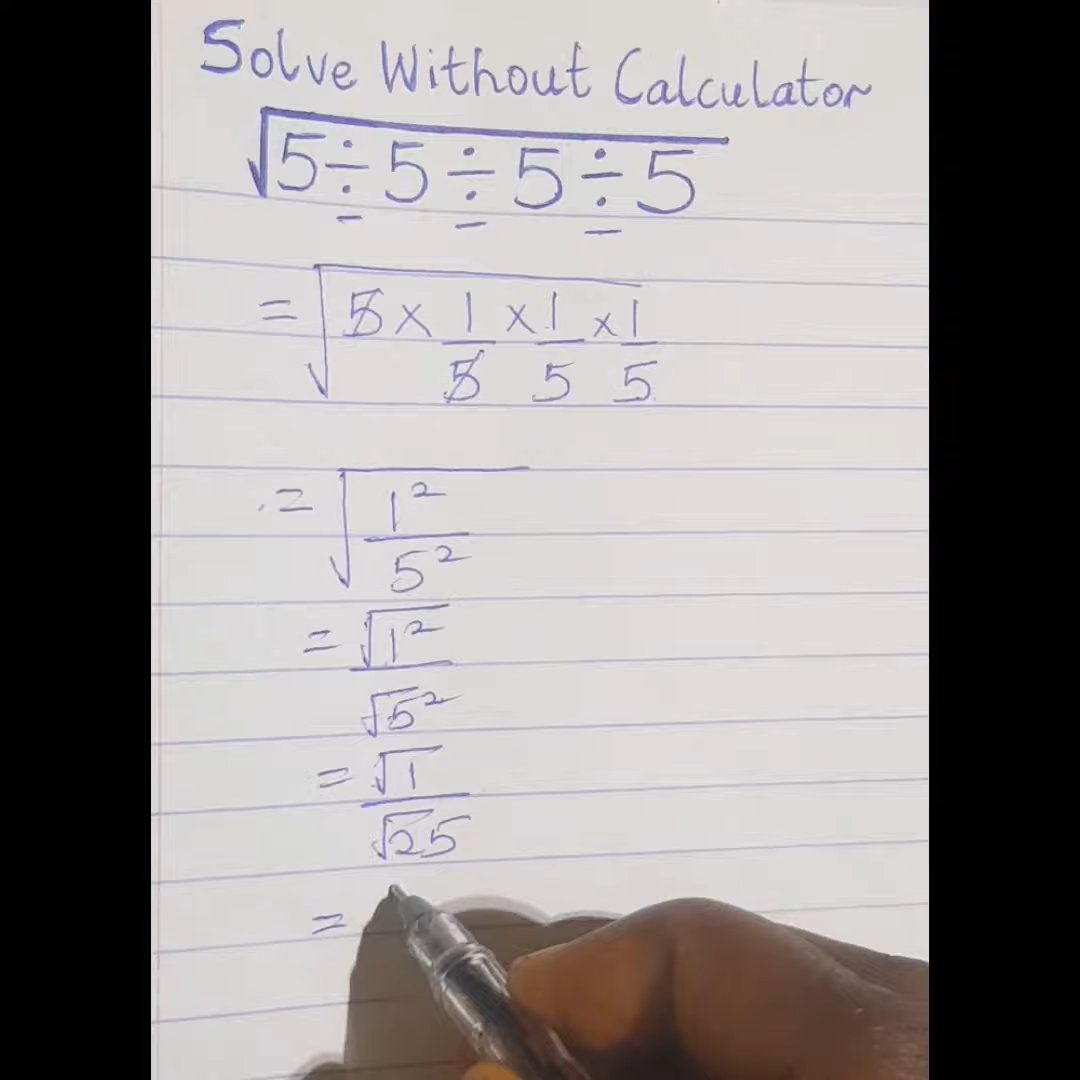 Solve Without Calculator
√5÷5÷5÷5
= √5 × 1/5 × 1/5 × 1/5
= √1²/5²
= √1²/√5²
= √1/√25
=